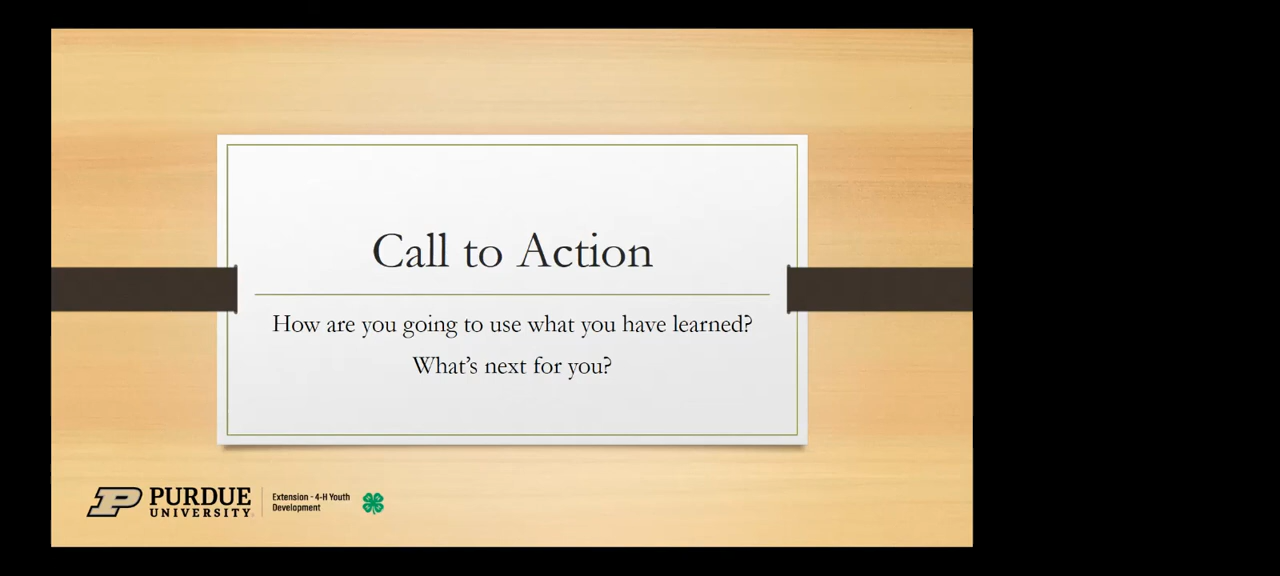 Call to Action
How are you going to use what you have learned?
What's next for you?
PURDUE
UNIVERSITY
Extension - 4-H Youth
Development